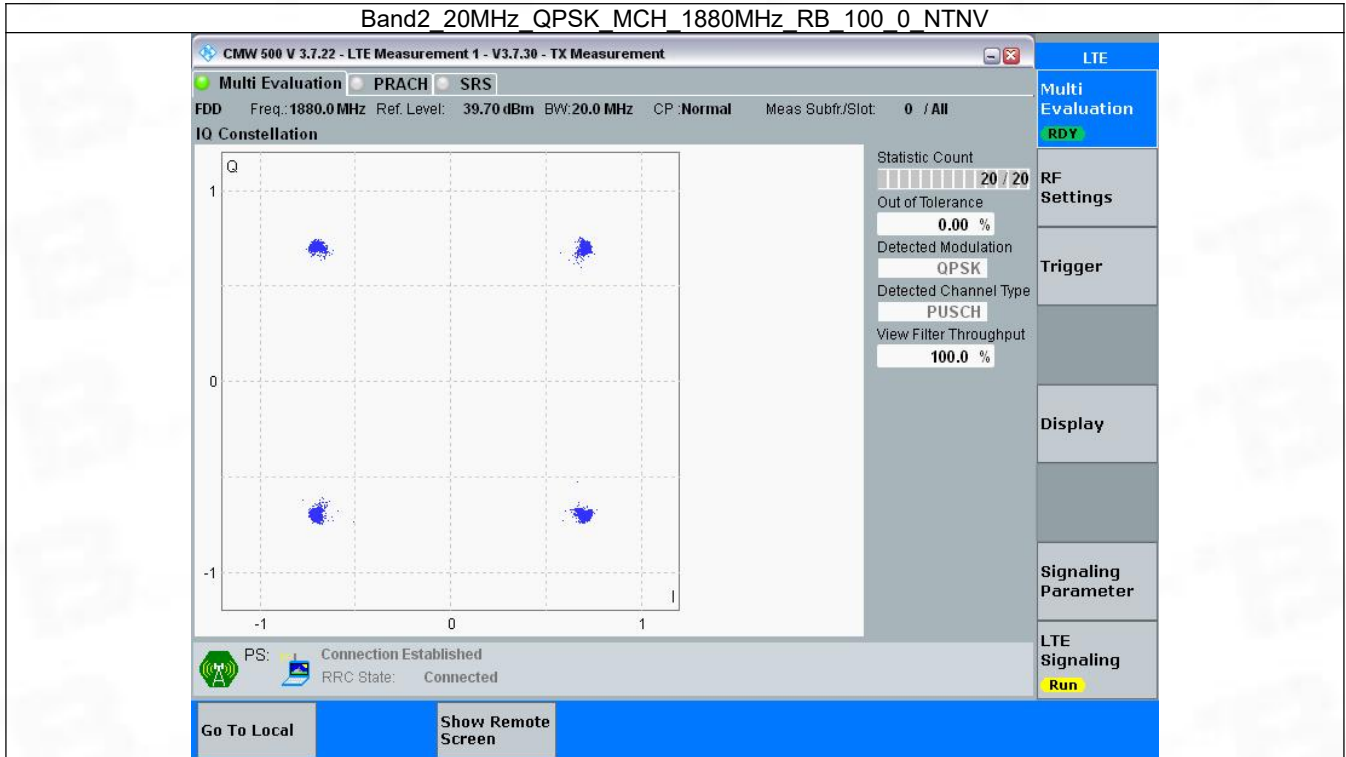 Band2_20MHz_QPSK_MCH_1880MHz_RB_100_0_NTNV
CMW 500 V 3.7.22 - LTE Measurement 1 - V3.7.30 - TX Measurement
LTE
Multi Evaluation PRACH SRS
Multi
Evaluation
RDY
FDD Freq.:1880.0 MHz Ref. Level: 39.70 dBm BW:20.0 MHz CP :Normal Meas Subfr./Slot: 0 / All
IQ Constellation
Q
1
0
-1
I
-1 0 1
Statistic Count
20 / 20
Out of Tolerance
0.00 %
Detected Modulation
QPSK
Detected Channel Type
PUSCH
View Filter Throughput
100.0 %
RF
Settings
Trigger
Display
Signaling
Parameter
LTE
Signaling
Run
PS: Connection Established
RRC State: Connected
Go To Local
Show Remote
Screen